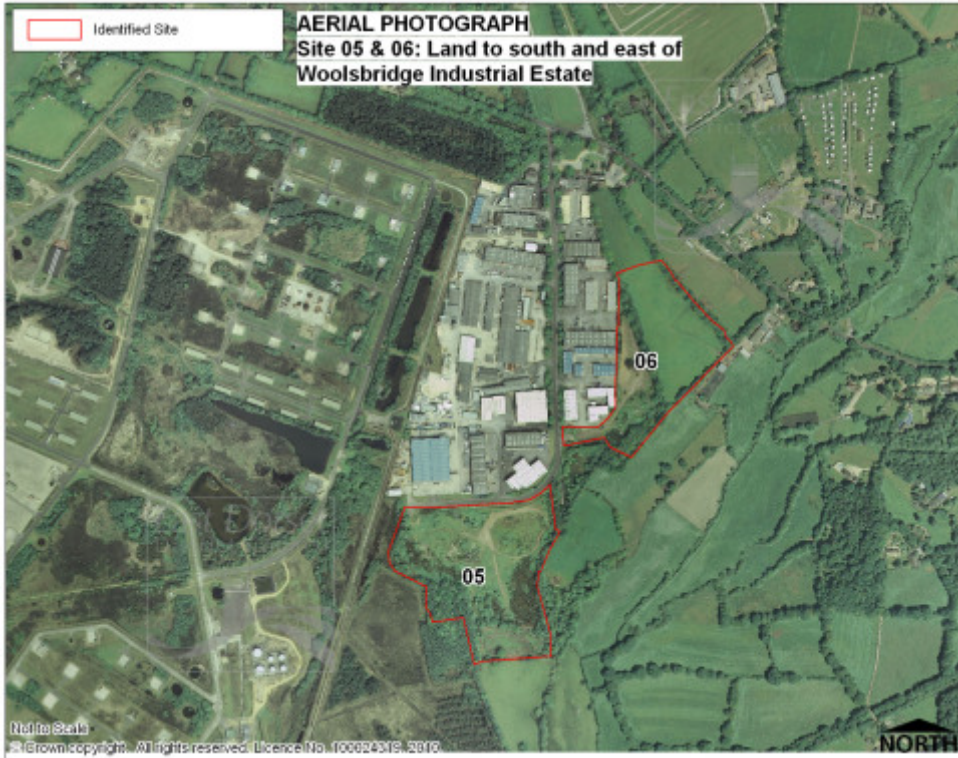 Identified Site
AERIAL PHOTOGRAPH
Site 05 & 06: Land to south and east of
Woolsbridge Industrial Estate
06
05
Not to Scale
© Crown copyright. All rights reserved. Licence No. 100024319, 2010
NORTH